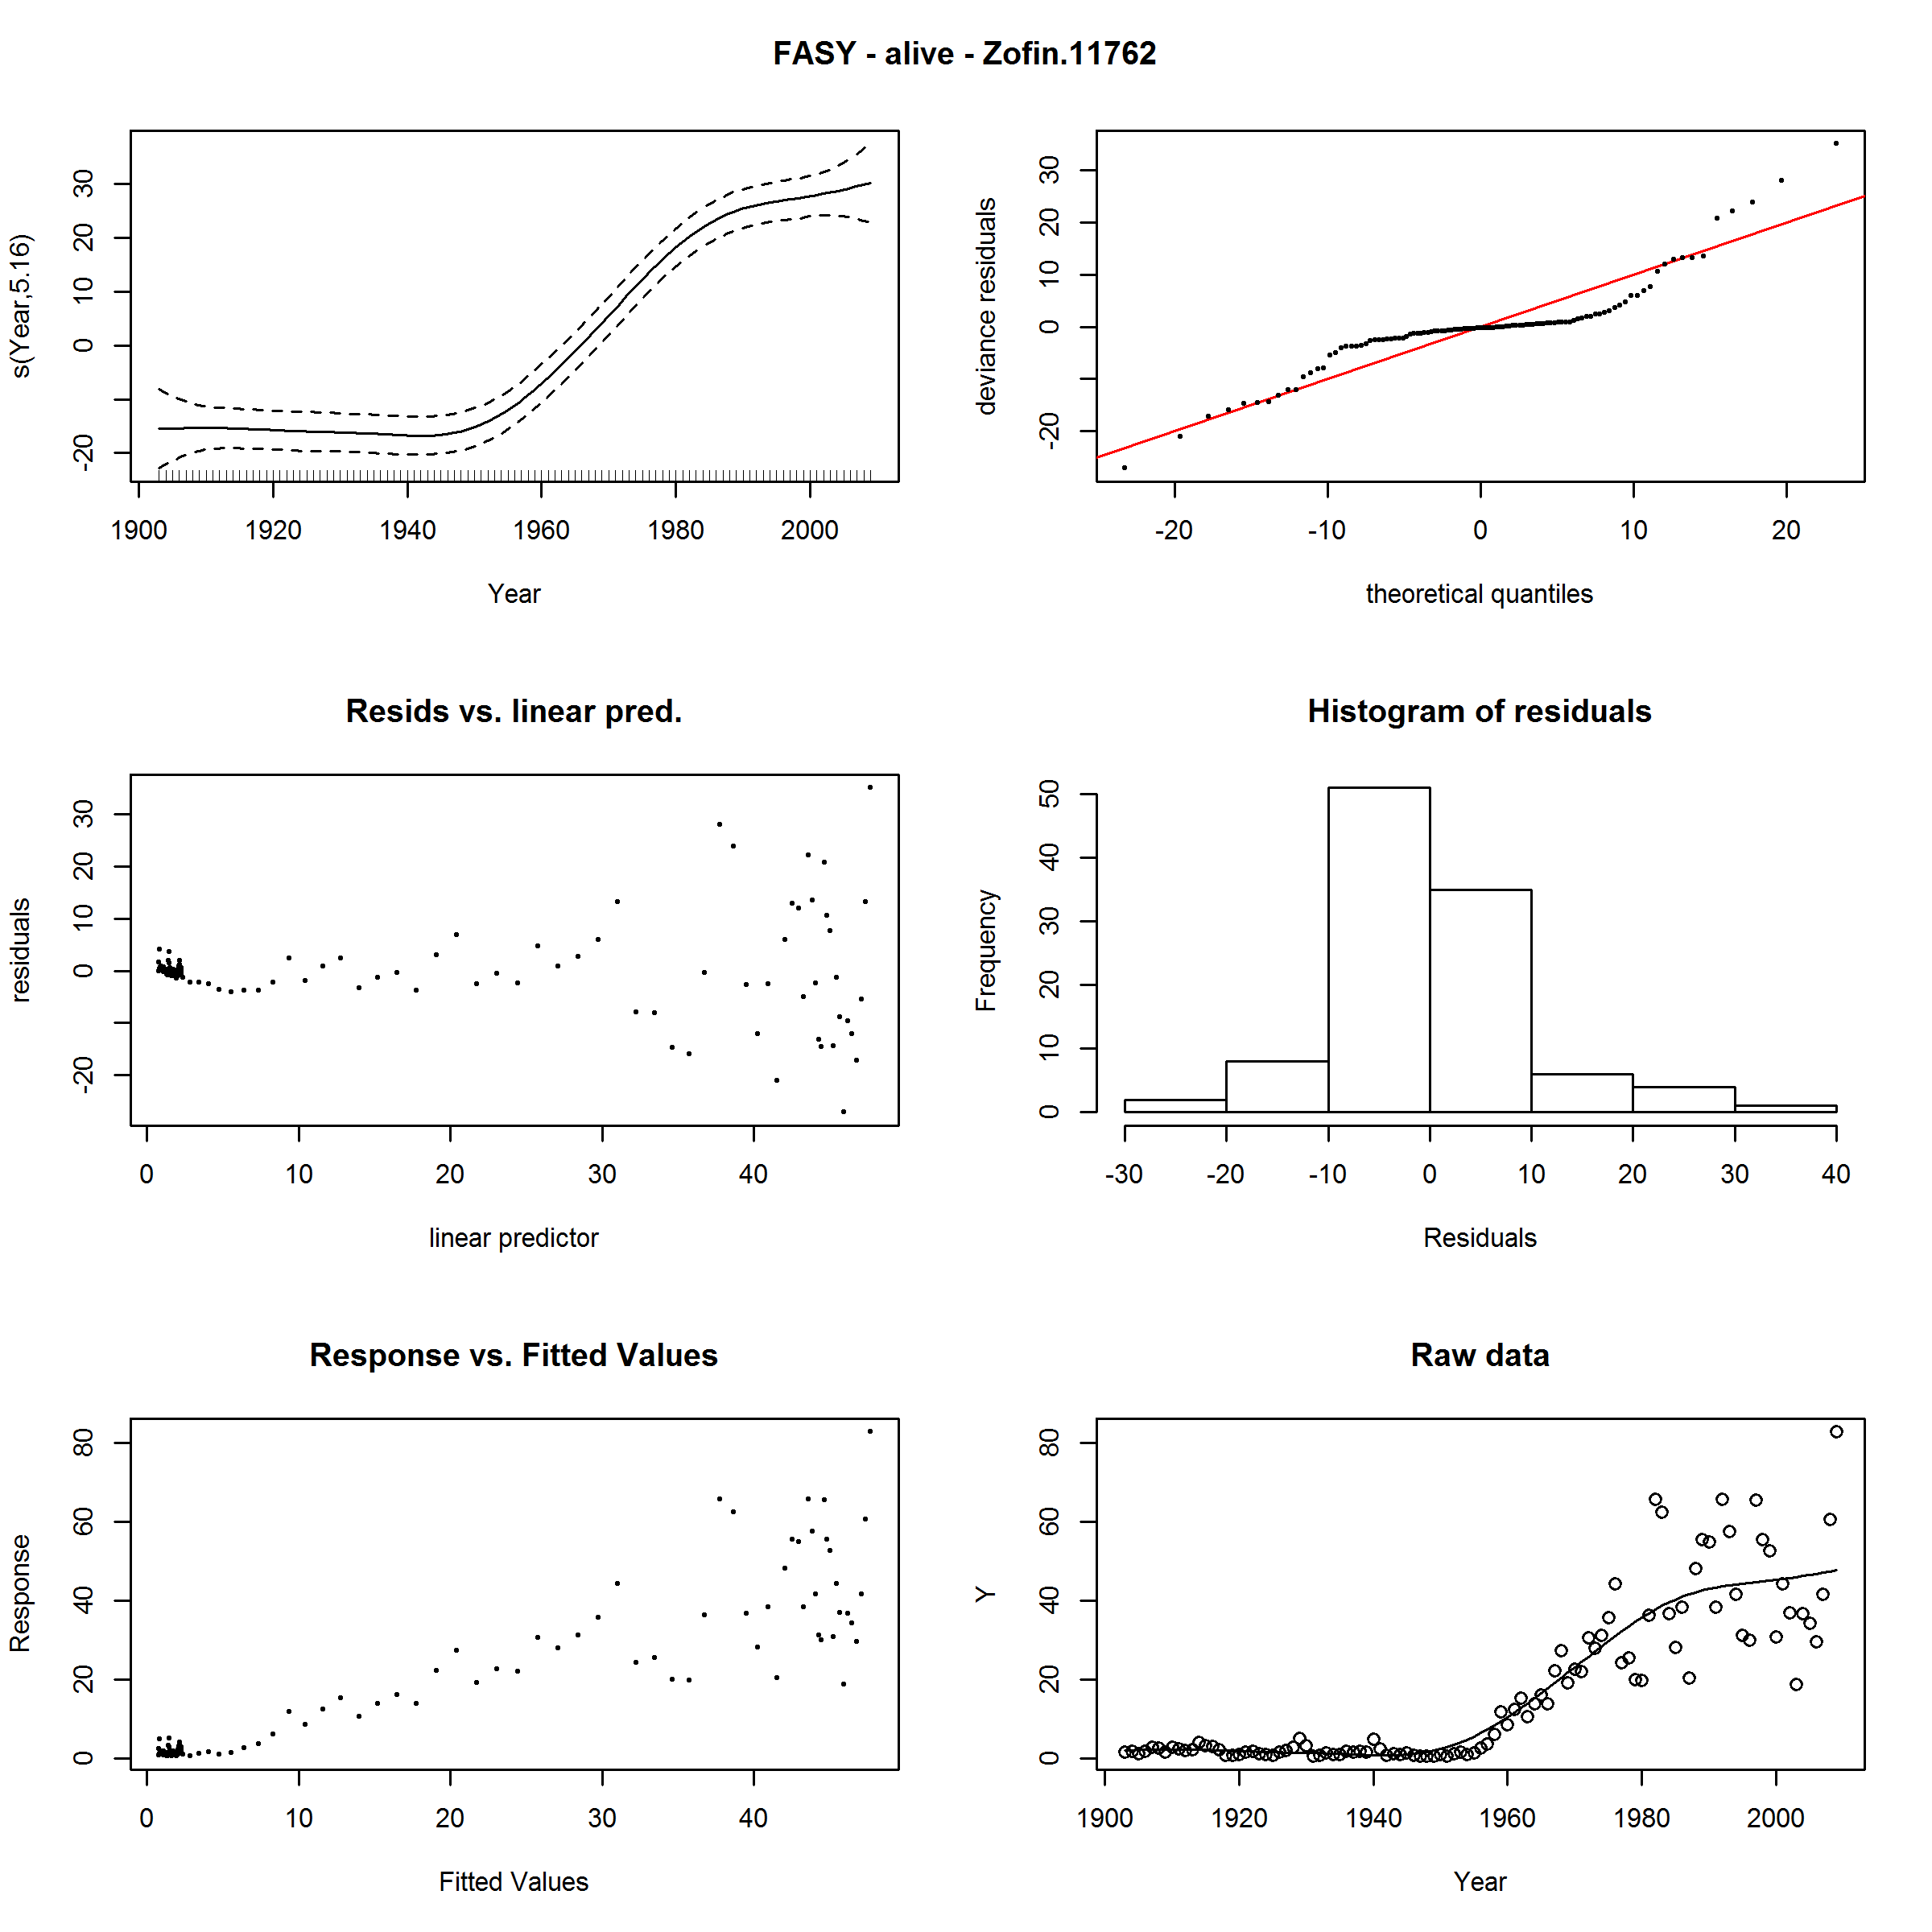 FASY - alive - Zofin.11762
s(Year,5.16)
-20 0 10 20 30
1900 1920 1940 1960 1980 2000
Year
deviance residuals
-20 0 10 20 30
-20 -10 0 10 20
theoretical quantiles
Resids vs. linear pred.
residuals
-20 0 10 20 30
0 10 20 30 40
linear predictor
Histogram of residuals
Frequency
0 10 20 30 40 50
-30 -20 -10 0 10 20 30 40
Residuals
Response vs. Fitted Values
Response
0 20 40 60 80
0 10 20 30 40
Fitted Values
Raw data
Y
0 20 40 60 80
1900 1920 1940 1960 1980 2000
Year